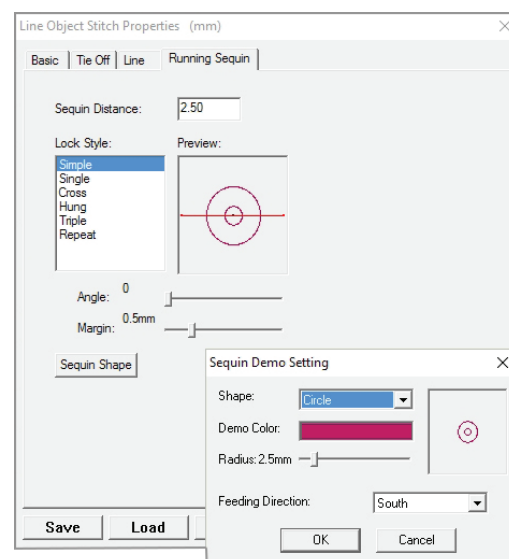 Line Object Stitch Properties (mm)
Basic Tie Off Line Running Sequin
Sequin Distance: 2.50
Lock Style: Preview:
Simple
Single
Cross
Hung
Triple
Repeat
Angle: 0
Margin: 0.5mm
Sequin Shape
Sequin Demo Setting
Shape: Circle
Demo Color:
Radius: 2.5mm
Feeding Direction: South
OK Cancel
Save Load